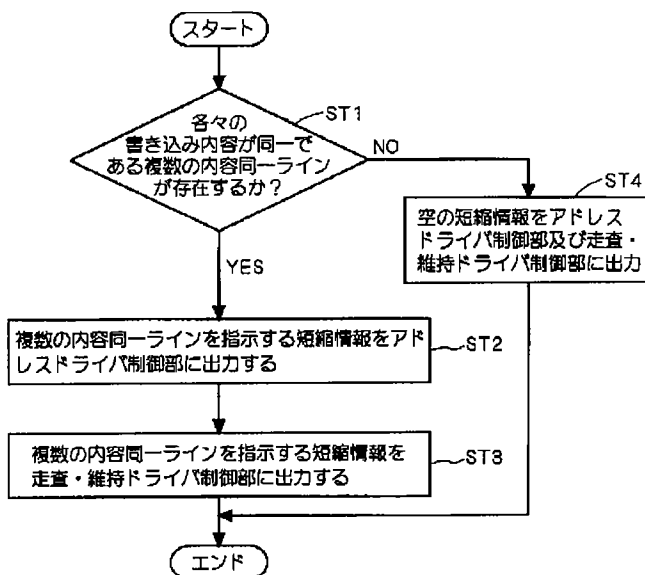 スタート
各々の
書き込み内容が同一で
ある複数の内容同一ライン
が存在するか？
ST1
NO
YES
ST4
空の短縮情報をアドレス
ドライバ制御部及び走査・
維持ドライバ制御部に出力
複数の内容同一ラインを指示する短縮情報をアド
レスドライバ制御部に出力する
ST2
複数の内容同一ラインを指示する短縮情報を
走査・維持ドライバ制御部に出力する
ST3
エンド